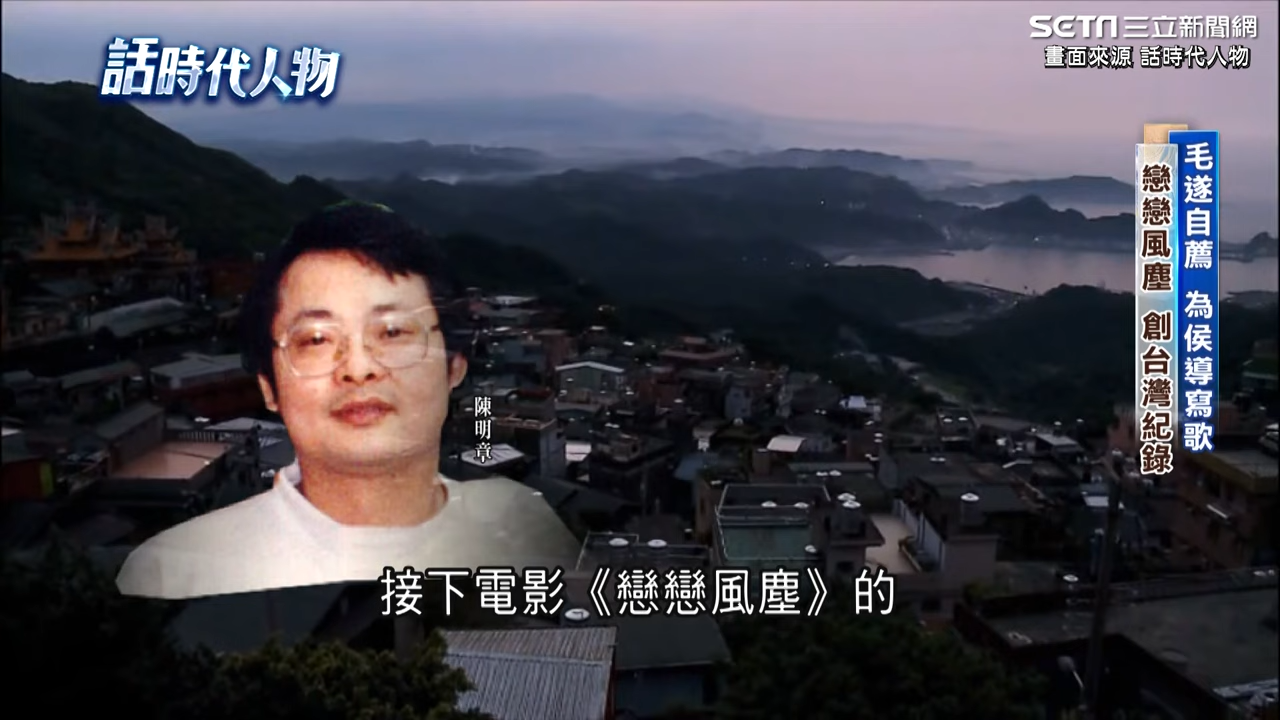 話時代人物
SETN三立新聞網
畫面來源 話時代人物
毛遂自薦 為侯導寫歌
戀戀風塵 創台灣紀錄
陳明章
接下電影《戀戀風塵》的